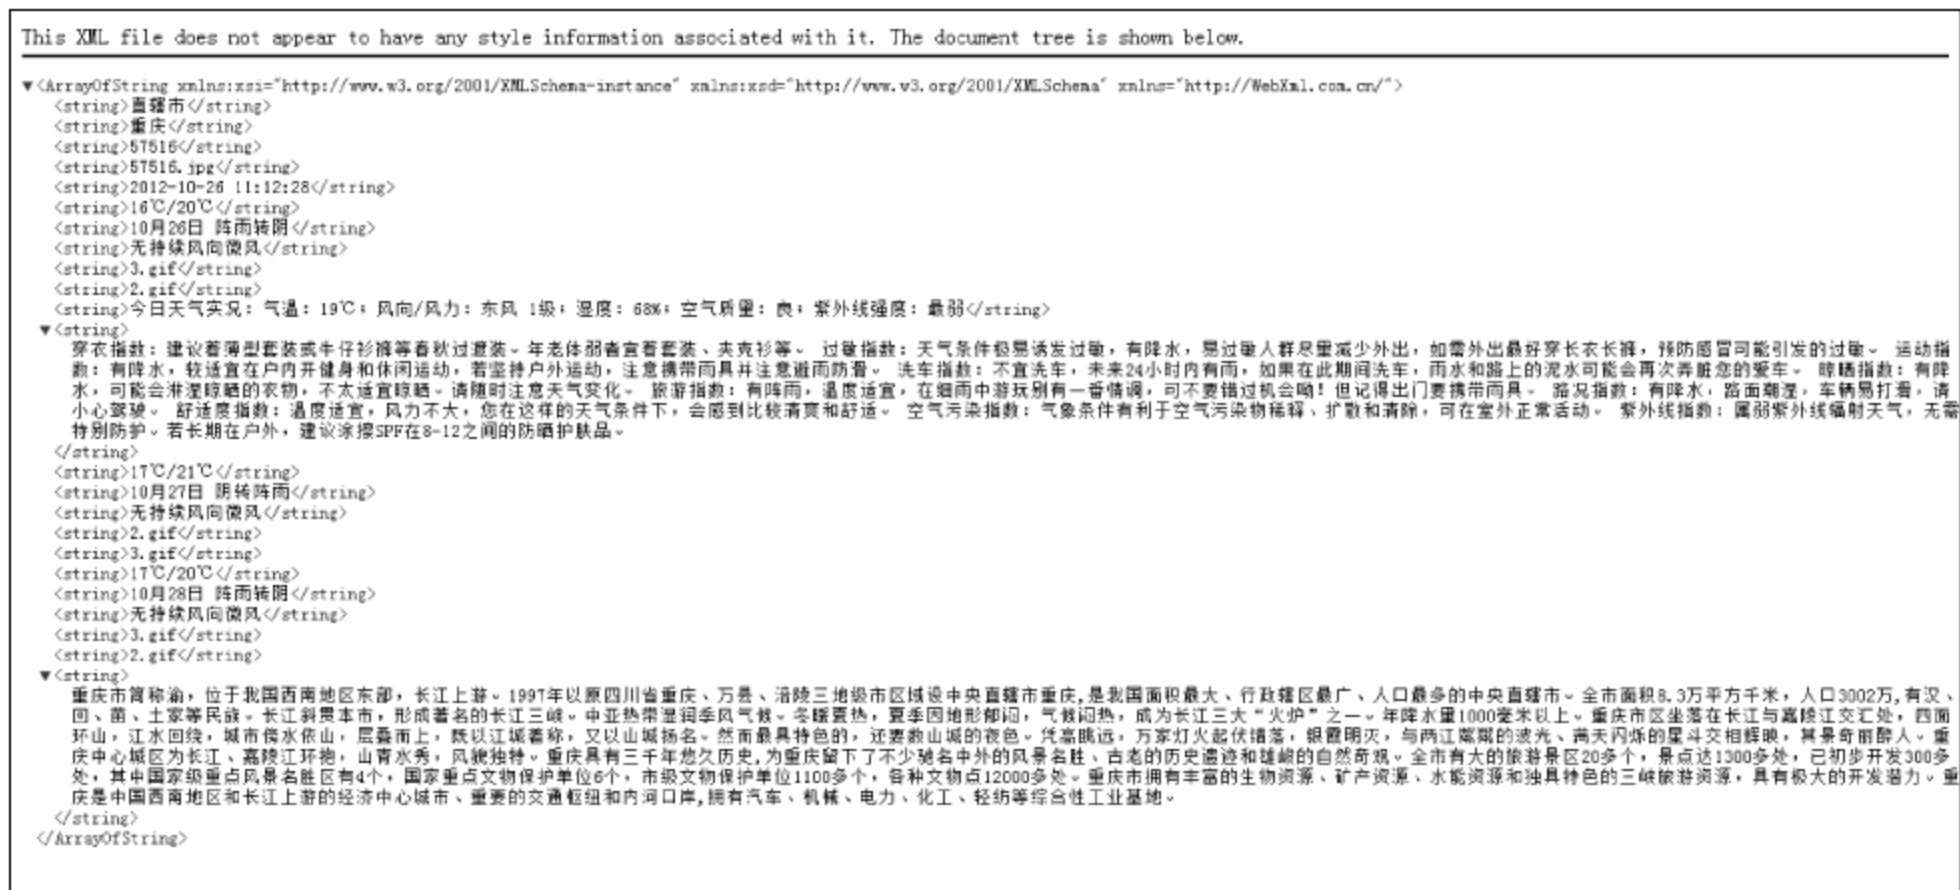 This XML file does not appear to have any style information associated with it. The document tree is shown below.
▼<ArrayOfString xmlns:xsi="http://www.w3.org/2001/XMLSchema-instance" xmlns:xsd="http://www.w3.org/2001/XMLSchema" xmlns="http://WebXml.com.cn/">
<string>直辖市</string>
<string>重庆</string>
<string>57516</string>
<string>57516.jpg</string>
<string>2012-10-26 11:12:28</string>
<string>16℃/20℃</string>
<string>10月26日 阵雨转阴</string>
<string>无持续风向微风</string>
<string>3.gif</string>
<string>2.gif</string>
<string>今日天气实况：气温：19℃；风向/风力：东风 1级；湿度：68%；空气质量：良；紫外线强度：最弱</string>
▼<string>
穿衣指数：建议着薄型套装或牛仔衫裤等春秋过渡装。年老体弱者宜着套装、夹克衫等。 过敏指数：天气条件极易诱发过敏，有降水，易过敏人群尽量减少外出，如需外出最好穿长衣长裤，预防感冒可能引发的过敏。 运动指
数：有降水，较适宜在户内开健身和休闲运动，若坚持户外运动，注意携带雨具并注意避雨防滑。 洗车指数：不宜洗车，未来24小时内有雨，如果在此期间洗车，雨水和路上的泥水可能会再次弄脏您的爱车。 晾晒指数：有降
水，可能会淋湿晾晒的衣物，不太适宜晾晒。请随时注意天气变化。 旅游指数：有阵雨，温度适宜，在细雨中游玩别有一番情调，可不要错过机会呦！但记得出门要携带雨具。 路况指数：有降水，路面潮湿，车辆易打滑，请
小心驾驶。 舒适度指数：温度适宜，风力不大，您在这样的天气条件下，会感到比较清爽和舒适。 空气污染指数：气象条件有利于空气污染物稀释、扩散和清除，可在室外正常活动。 紫外线指数：属弱紫外线辐射天气，无需
特别防护。若长期在户外，建议涂擦SPF在8-12之间的防晒护肤品。
</string>
<string>17℃/21℃</string>
<string>10月27日 阴转阵雨</string>
<string>无持续风向微风</string>
<string>2.gif</string>
<string>3.gif</string>
<string>17℃/20℃</string>
<string>10月28日 阵雨转阴</string>
<string>无持续风向微风</string>
<string>3.gif</string>
<string>2.gif</string>
▼<string>
重庆市简称渝，位于我国西南地区东部，长江上游。1997年以原四川省重庆、万县、涪陵三地级市区域设中央直辖市重庆,是我国面积最大、行政辖区最广、人口最多的中央直辖市。全市面积8.3万平方千米，人口3002万,有汉、
回、苗、土家等民族。长江斜贯本市，形成著名的长江三峡。中亚热带湿润季风气候。冬暖夏热，夏季因地形郁闷，气候闷热，成为长江三大“火炉”之一。年降水量1000毫米以上。重庆市区坐落在长江与嘉陵江交汇处，四面
环山，江水回绕，城市傍水依山，层叠而上，既以江城著称，又以山城扬名。然而最具特色的，还要数山城的夜色。凭高眺远，万家灯火起伏错落，银霞明灭，与两江粼粼的波光、满天闪烁的星斗交相辉映，其景奇丽醉人。重
庆中心城区为长江、嘉陵江环抱，山青水秀，风貌独特。重庆具有三千年悠久历史,为重庆留下了不少驰名中外的风景名胜、古老的历史遗迹和雄峻的自然奇观。全市有大的旅游景区20多个，景点达1300多处，已初步开发300多
处，其中国家级重点风景名胜区有4个，国家重点文物保护单位6个，市级文物保护单位1100多个，各种文物点12000多处。重庆市拥有丰富的生物资源、矿产资源、水能资源和独具特色的三峡旅游资源，具有极大的开发潜力。重
庆是中国西南地区和长江上游的经济中心城市、重要的交通枢纽和内河口岸,拥有汽车、机械、电力、化工、轻纺等综合性工业基地。
</string>
</ArrayOfString>